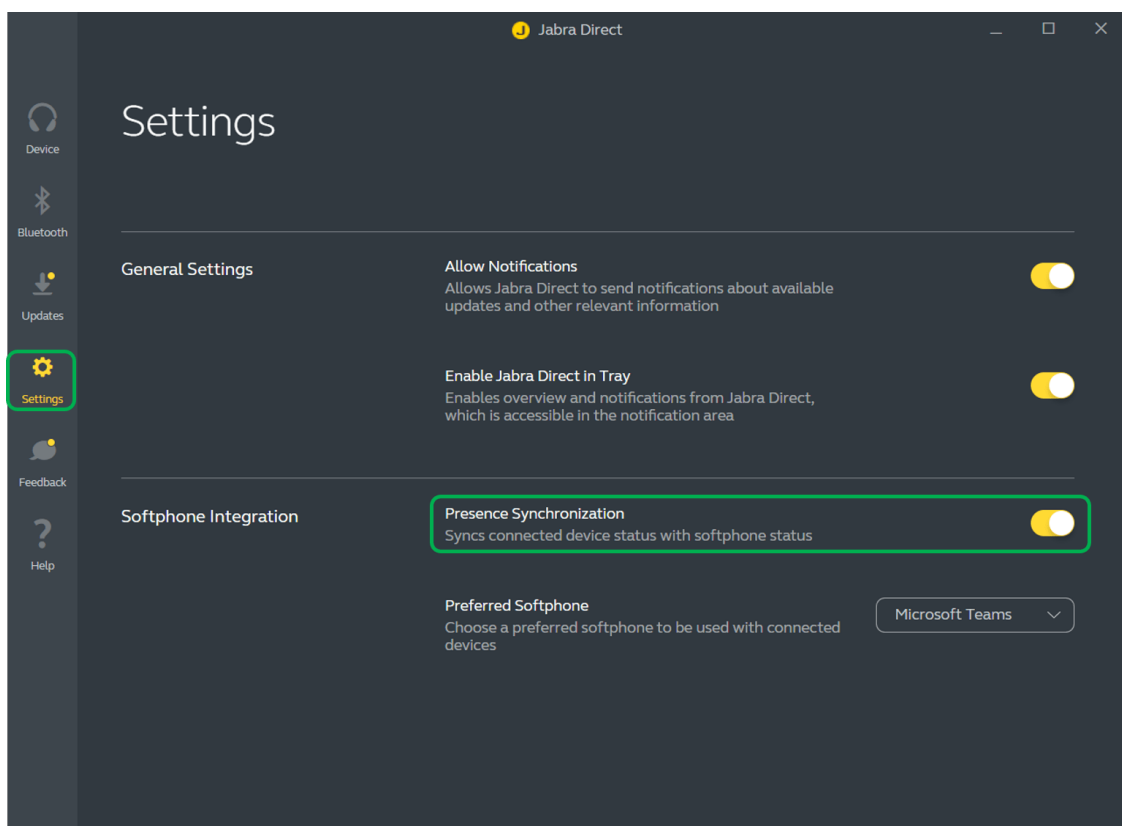 Jabra Direct
Device
Bluetooth
Updates
Settings
Feedback
Help
Settings
General Settings
Allow Notifications
Allows Jabra Direct to send notifications about available
updates and other relevant information
Enable Jabra Direct in Tray
Enables overview and notifications from Jabra Direct,
which is accessible in the notification area
Softphone Integration
Presence Synchronization
Syncs connected device status with softphone status
Preferred Softphone
Choose a preferred softphone to be used with connected
devices
Microsoft Teams